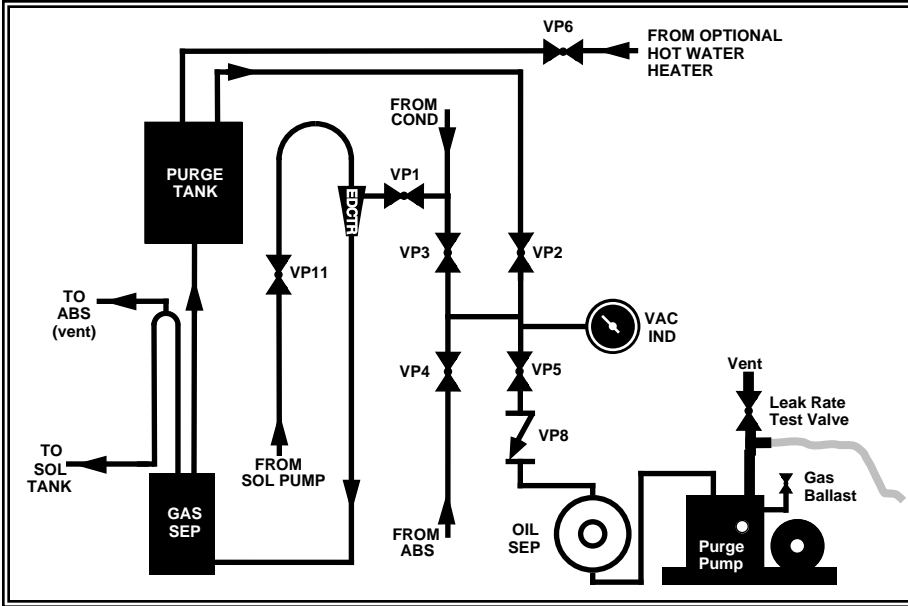 VP6
FROM OPTIONAL
HOT WATER
HEATER
FROM
COND
PURGE
TANK
VP1
EDCTR
VP3
VP2
VP11
TO
ABS
(vent)
VAC
IND
VP4
VP5
Vent
Leak Rate
Test Valve
VP8
TO
SOL
TANK
FROM
SOL PUMP
GAS
SEP
Gas
Ballast
OIL
SEP
FROM
ABS
Purge
Pump